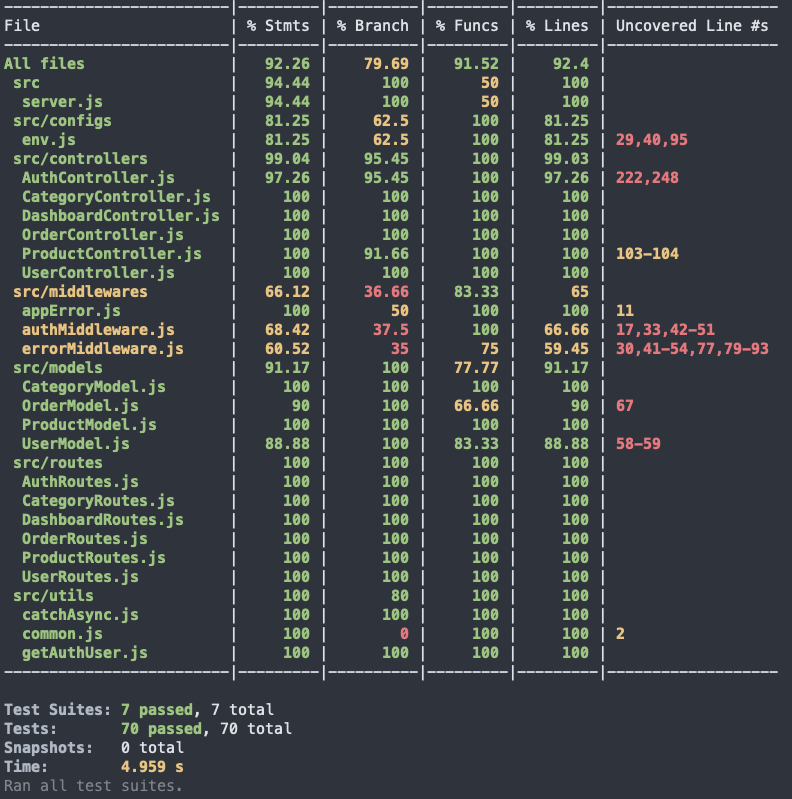 File | % Stmts | % Branch | % Funcs | % Lines | Uncovered Line #s
All files | 92.26 | 79.69 | 91.52 | 92.4 |
src | 94.44 | 100 | 50 | 100 |
server.js | 94.44 | 100 | 50 | 100 |
src/configs | 81.25 | 62.5 | 100 | 81.25 |
env.js | 81.25 | 62.5 | 100 | 81.25 | 29,40,95
src/controllers | 99.04 | 95.45 | 100 | 99.03 |
AuthController.js | 97.26 | 95.45 | 100 | 97.26 | 222,248
CategoryController.js | 100 | 100 | 100 | 100 |
DashboardController.js | 100 | 100 | 100 | 100 |
OrderController.js | 100 | 100 | 100 | 100 |
ProductController.js | 100 | 91.66 | 100 | 100 | 103-104
UserController.js | 100 | 100 | 100 | 100 |
src/middlewares | 66.12 | 36.66 | 83.33 | 65 |
appError.js | 100 | 50 | 100 | 100 | 11
authMiddleware.js | 68.42 | 37.5 | 100 | 66.66 | 17,33,42-51
errorMiddleware.js | 60.52 | 35 | 75 | 59.45 | 30,41-54,77,79-93
src/models | 91.17 | 100 | 77.77 | 91.17 |
CategoryModel.js | 100 | 100 | 100 | 100 |
OrderModel.js | 90 | 100 | 66.66 | 90 | 67
ProductModel.js | 100 | 100 | 100 | 100 |
UserModel.js | 88.88 | 100 | 83.33 | 88.88 | 58-59
src/routes | 100 | 100 | 100 | 100 |
AuthRoutes.js | 100 | 100 | 100 | 100 |
CategoryRoutes.js | 100 | 100 | 100 | 100 |
DashboardRoutes.js | 100 | 100 | 100 | 100 |
OrderRoutes.js | 100 | 100 | 100 | 100 |
ProductRoutes.js | 100 | 100 | 100 | 100 |
UserRoutes.js | 100 | 100 | 100 | 100 |
src/utils | 100 | 80 | 100 | 100 |
catchAsync.js | 100 | 100 | 100 | 100 |
common.js | 100 | 0 | 100 | 100 | 2
getAuthUser.js | 100 | 100 | 100 | 100 |
Test Suites: 7 passed, 7 total
Tests: 70 passed, 70 total
Snapshots: 0 total
Time: 4.959 s
Ran all test suites.